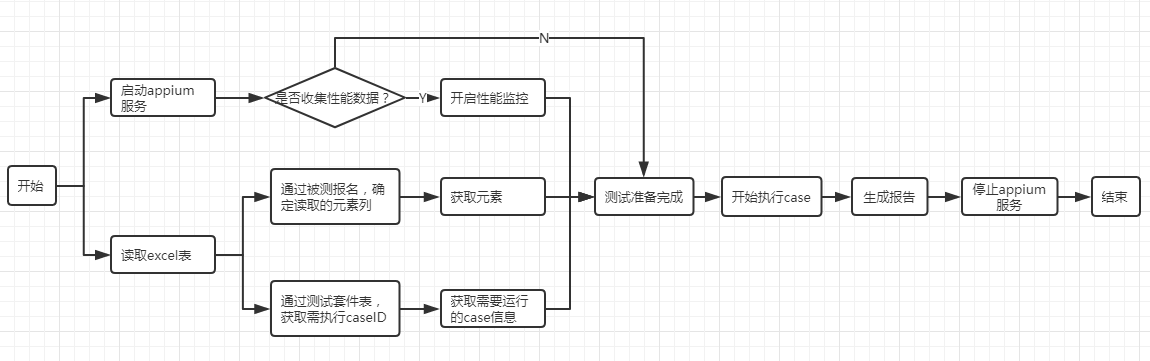 N
启动appium
服务
是否收集性能数据？
Y
开启性能监控
开始
通过被测报名，确
定读取的元素列
获取元素
测试准备完成
开始执行case
生成报告
停止appium
服务
结束
读取excel表
通过测试套件表，
获取需执行caseID
获取需要运行
的case信息